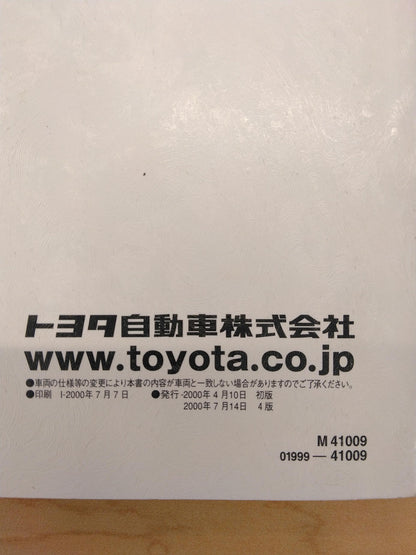 トヨタ自動車株式会社
www.toyota.co.jp
●車両の仕様等の変更により本書の内容が車両と一致しない場合がありますのでご了承ください。
●印刷 I-2000年7月7日 ●発行-2000年4月10日 初版
2000年7月14日 4版
M 41009
01999 — 41009